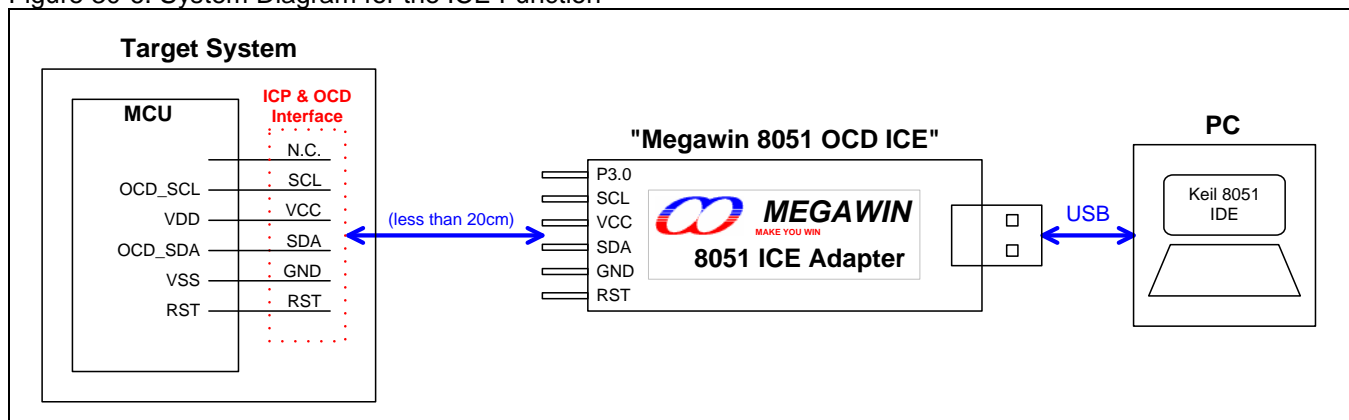 Target System
MCU
ICP & OCD
Interface
N.C.
OCD_SCL
SCL
VDD
VCC
OCD_SDA
SDA
VSS
GND
RST
RST
(less than 20cm)
"Megawin 8051 OCD ICE"
P3.0
SCL
VCC
SDA
GND
RST
MEGAWIN
MAKE YOU WIN
8051 ICE Adapter
USB
PC
Keil 8051
IDE